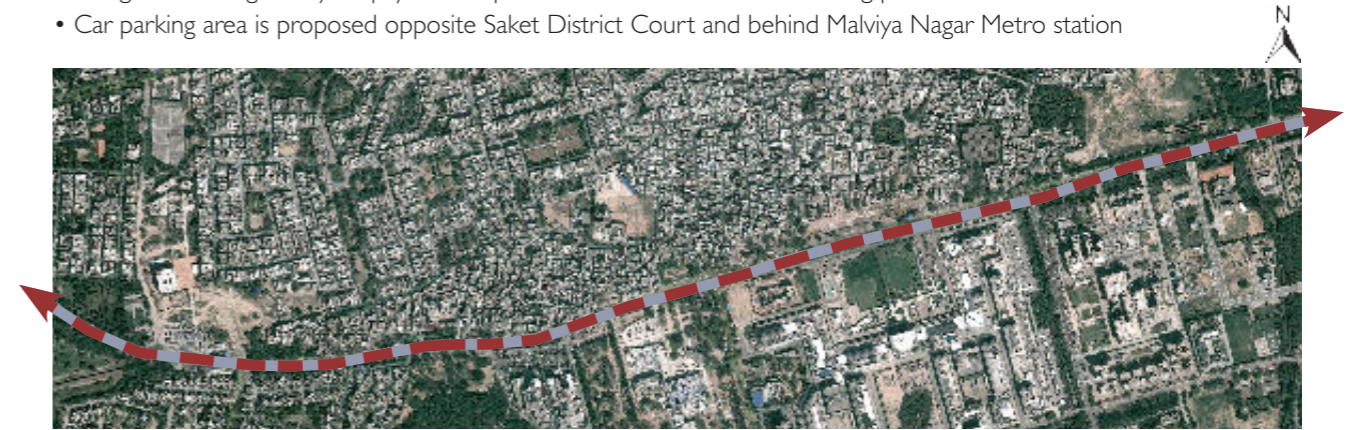 • Car parking area is proposed opposite Saket District Court and behind Malviya Nagar Metro station
N